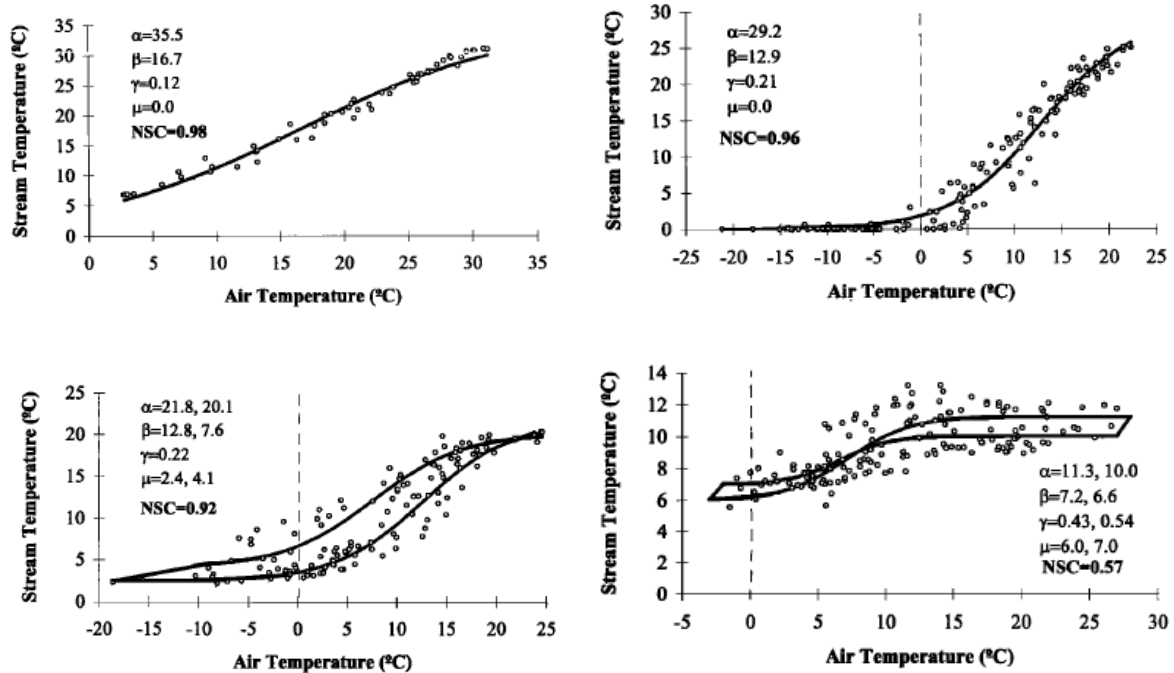 α=35.5
β=16.7
γ=0.12
μ=0.0
NSC=0.98
Stream Temperature (ºC)
35
30
30
25
20
15
10
5
0
0 5 10 15 20 25 30 35
Air Temperature (ºC)
α=29.2
β=12.9
γ=0.21
μ=0.0
NSC=0.96
Stream Temperature (ºC)
30
25
20
15
10
5
0
-25 -20 -15 -10 -5 0 5 10 15 20 25
Air Temperature (ºC)
α=21.8, 20.1
β=12.8, 7.6
γ=0.22
μ=2.4, 4.1
NSC=0.92
Stream Temperature (ºC)
25
20
15
10
5
0
-20 -15 -10 -5 0 5 10 15 20 25
Air Temperature (ºC)
Stream Temperature (ºC)
14
12
10
8
6
4
2
0
α=11.3, 10.0
β=7.2, 6.6
γ=0.43, 0.54
μ=6.0, 7.0
NSC=0.57
-5 0 5 10 15 20 25 30
Air Temperature (ºC)